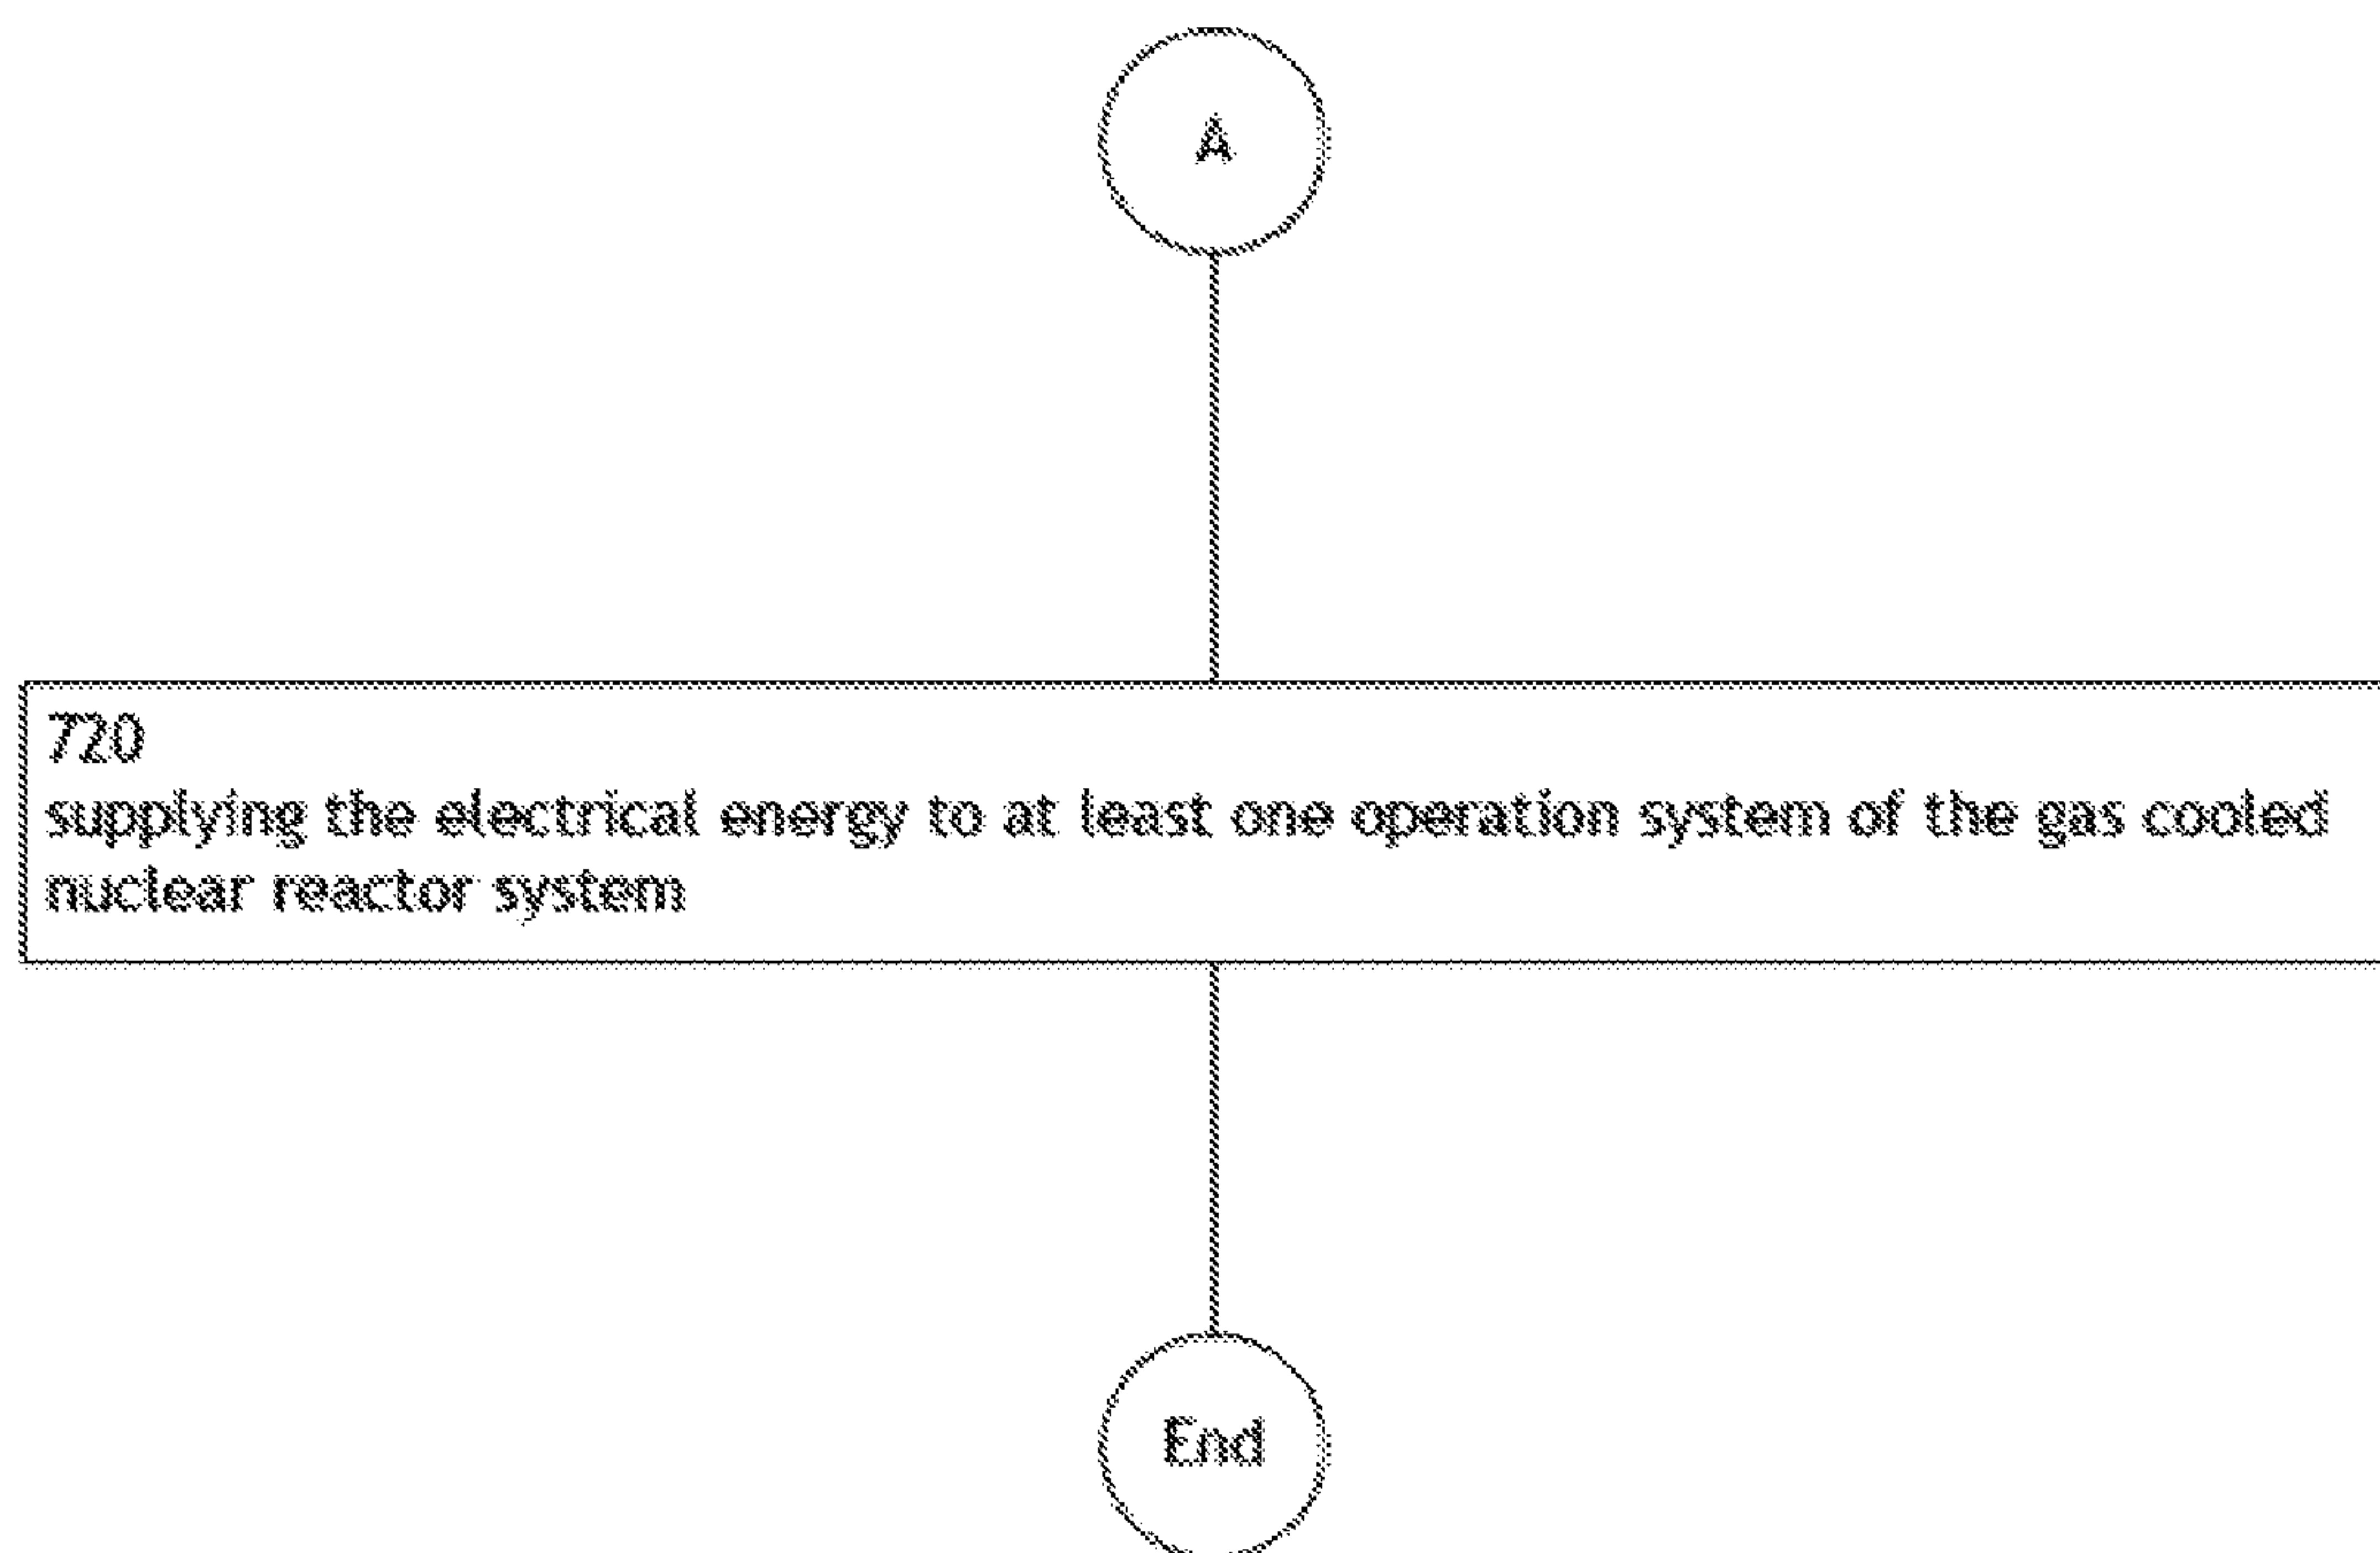 A
720
supplying the electrical energy to at least one operation system of the gas cooled
nuclear reactor system
End